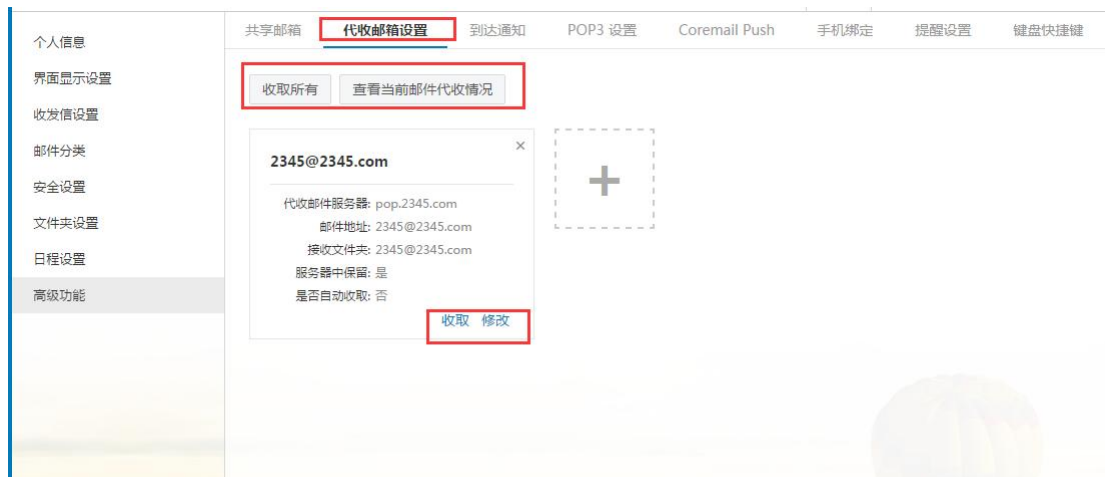 个人信息
界面显示设置
收发信设置
邮件分类
安全设置
文件夹设置
日程设置
高级功能
共享邮箱 代收邮箱设置 到达通知 POP3 设置 Coremail Push 手机绑定 提醒设置 键盘快捷键
收取所有 查看当前邮件代收情况
2345@2345.com ×
代收邮件服务器: pop.2345.com
邮件地址: 2345@2345.com
接收文件夹: 2345@2345.com
服务器中保留: 是
是否自动收取: 否
收取 修改
+